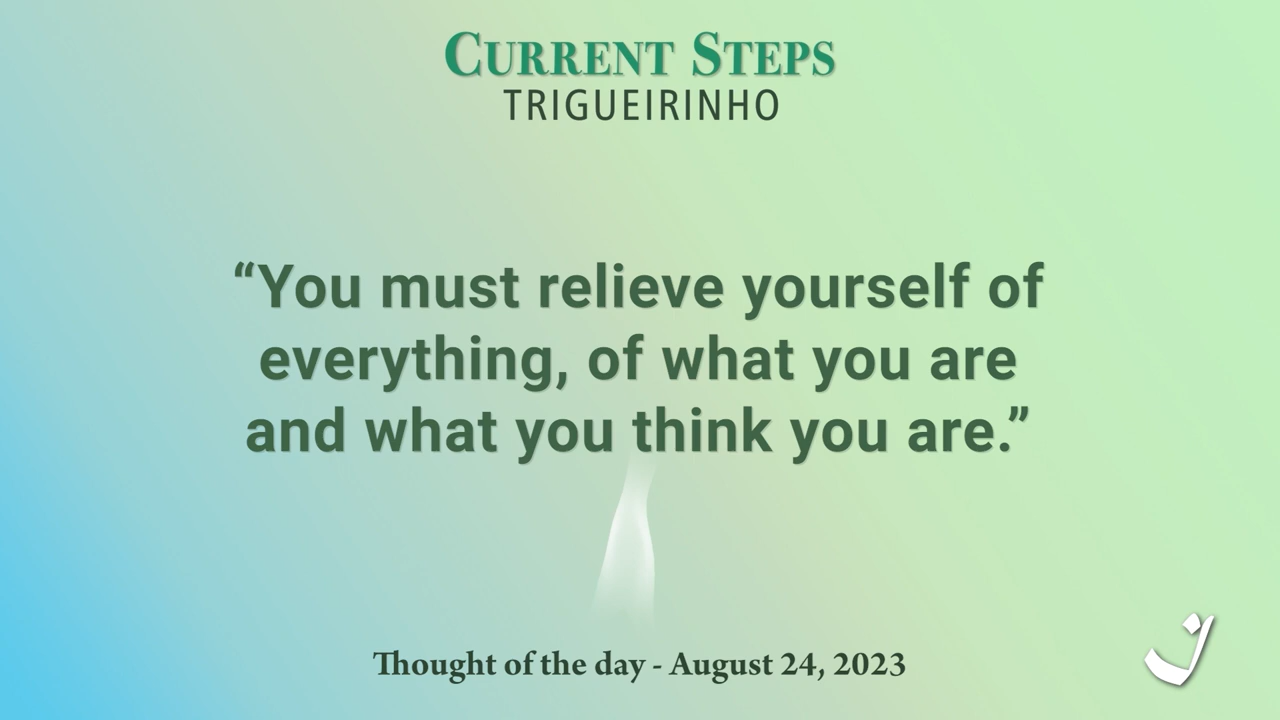 CURRENT STEPS
TRIGUEIRINHO
“You must relieve yourself of
everything, of what you are
and what you think you are.”
Thought of the day - August 24, 2023